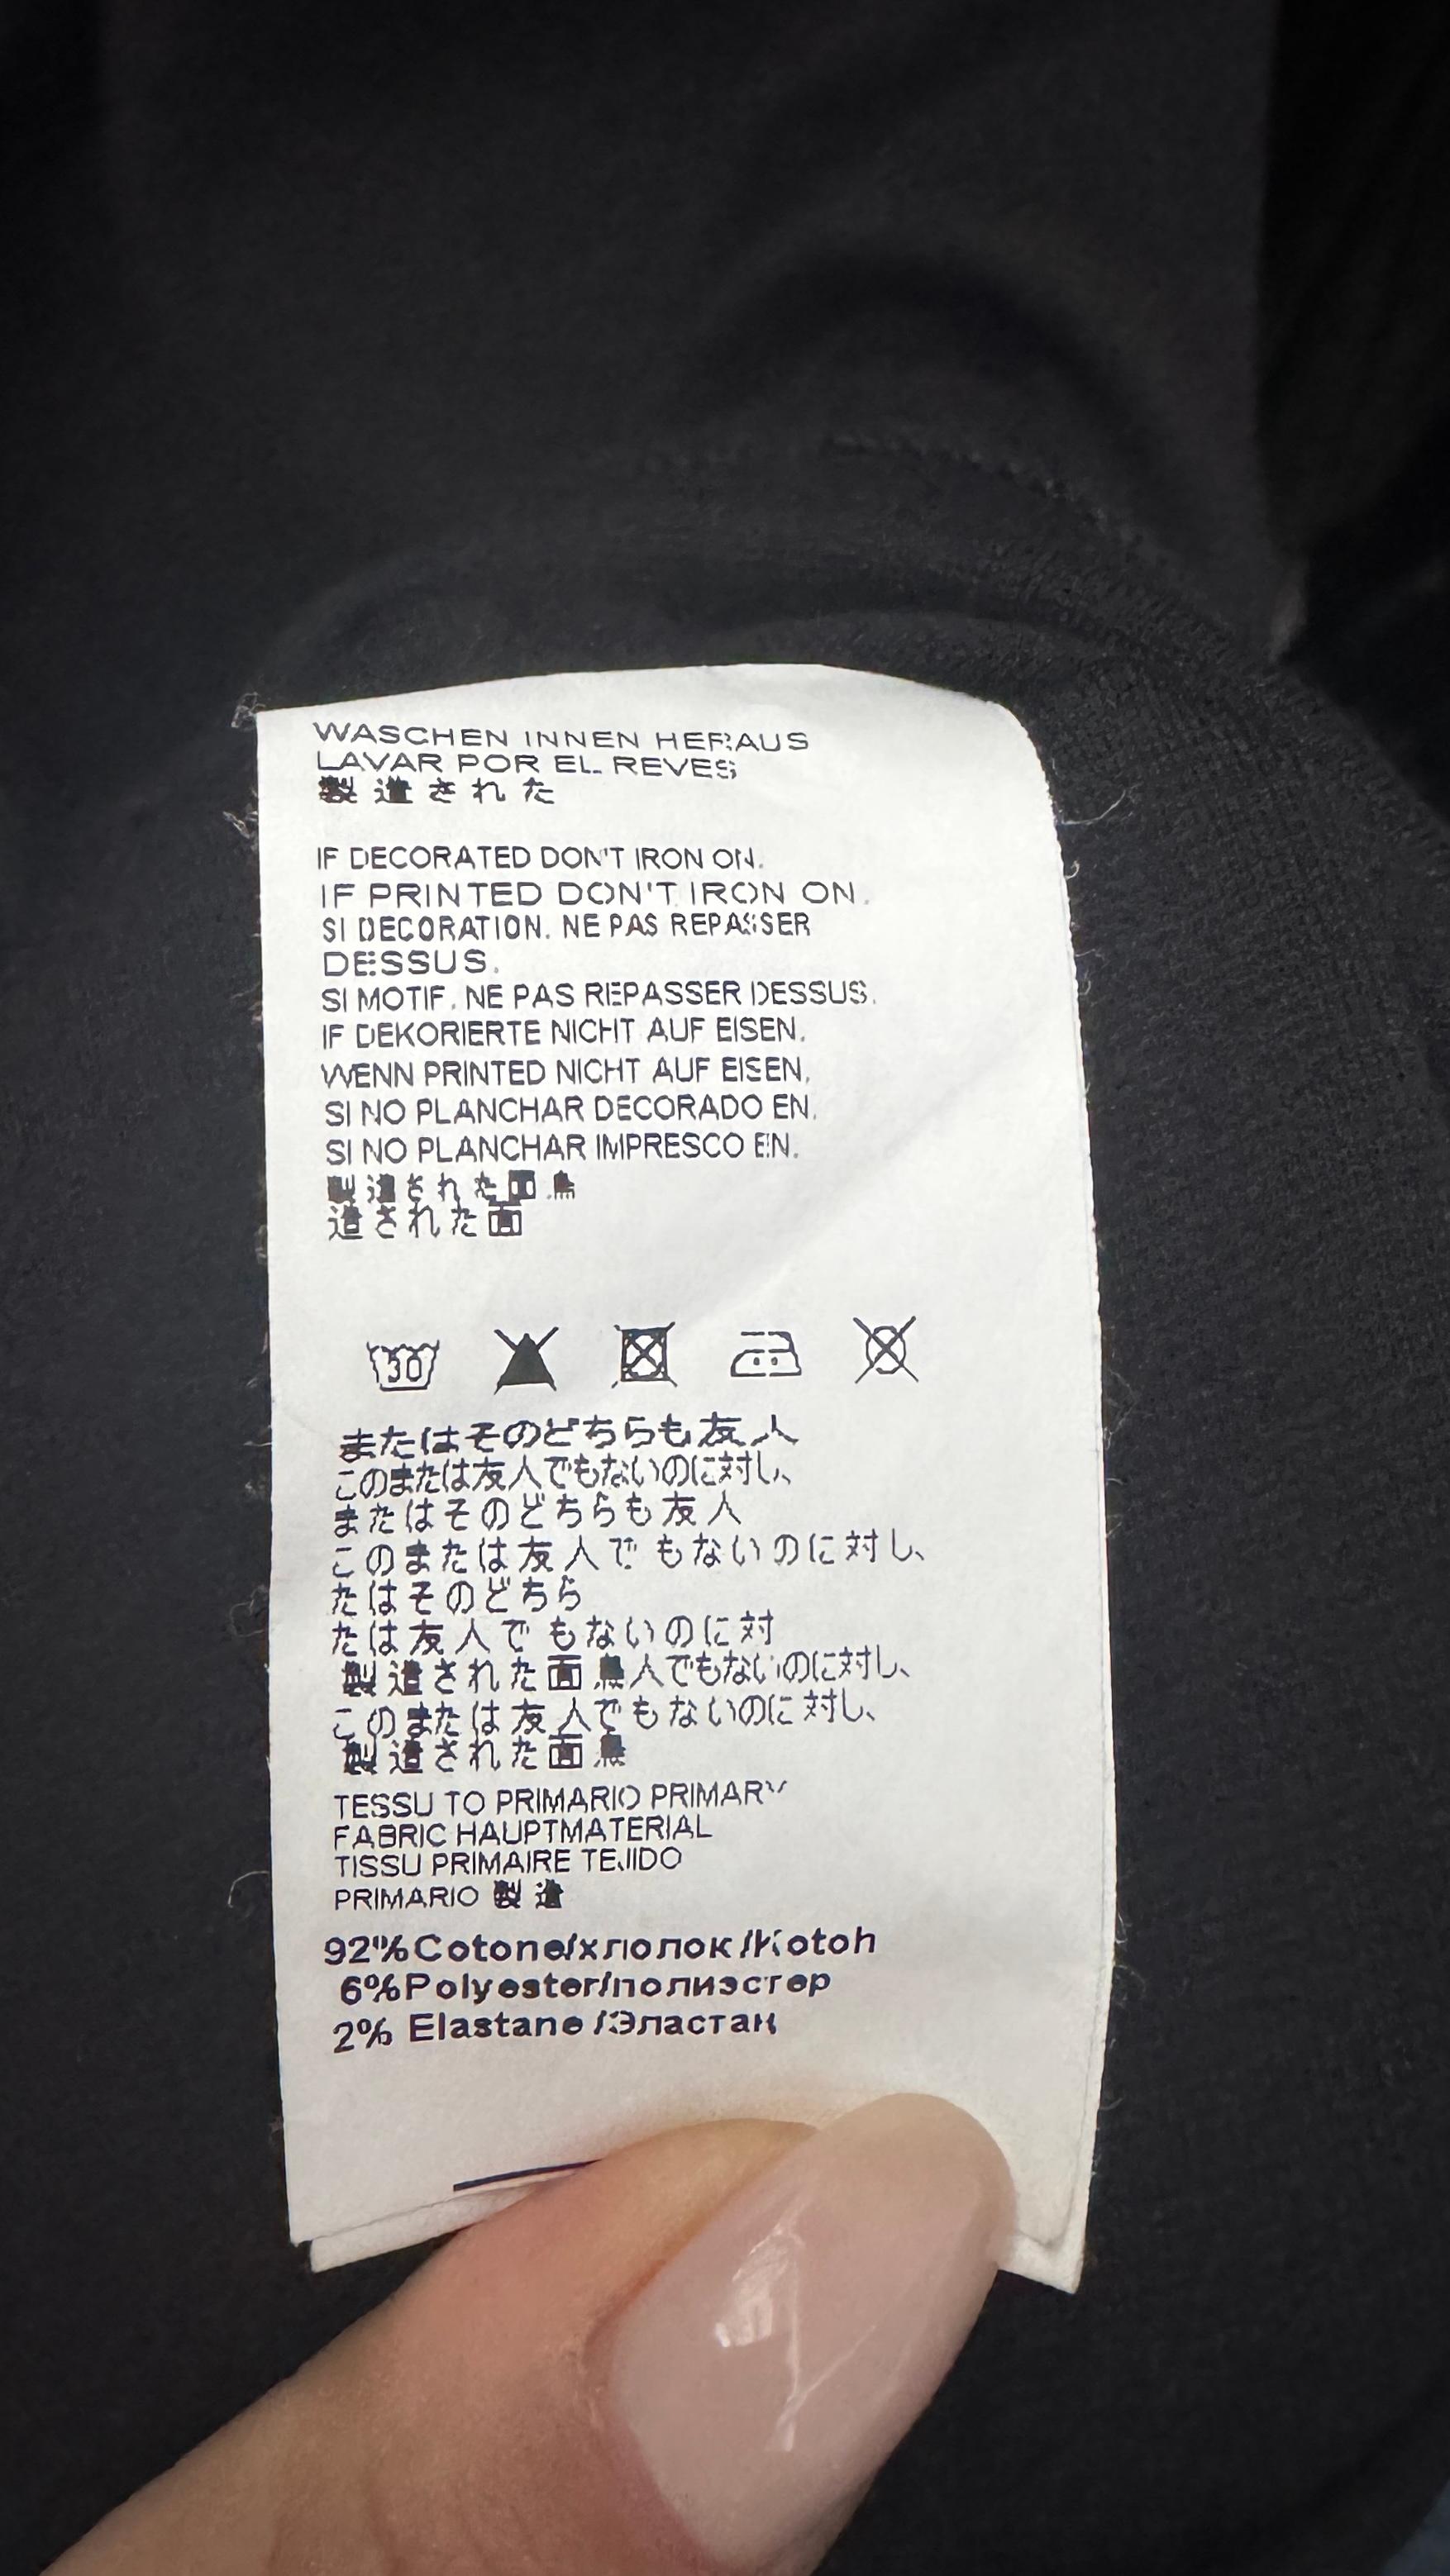 WASCHEN INNEN HERAUS
LAVAR POR EL REVES
製造された
IF DECORATED DON'T IRON ON.
IF PRINTED DON'T IRON ON.
SI DECORATION. NE PAS REPASSER
DESSUS.
SI MOTIF. NE PAS REPASSER DESSUS.
IF DEKORIERTE NICHT AUF EISEN.
WENN PRINTED NICHT AUF EISEN.
SI NO PLANCHAR DECORADO EN.
SI NO PLANCHAR IMPRESCO EN.
製造された面
造された面
30
またはそのどちらも友人
このまたは友人でもないのに対し、
またはそのどちらも友人
このまたは友人でもないのに対し、
たはそのどちら
たは友人でもないのに対
製造された面 人でもないのに対し、
このまたは友人でもないのに対し、
製造された面
TESSU TO PRIMARIO PRIMARY
FABRIC HAUPTMATERIAL
TISSU PRIMAIRE TEJIDO
PRIMARIO 製造
92%Cotone/хлопок/Kotoh
6%Polyester/полиэстер
2% Elastane/Эластан